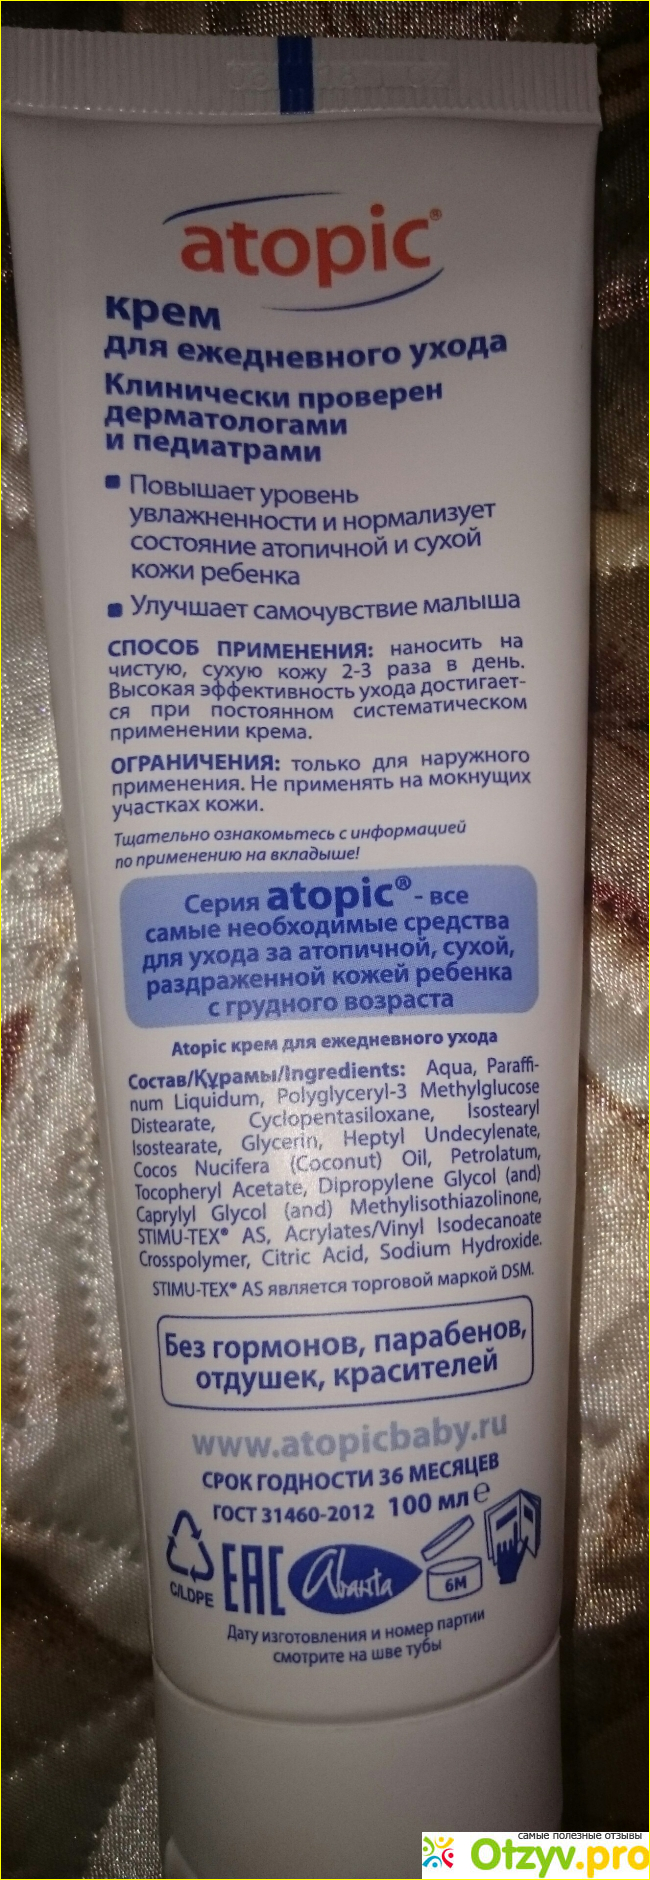 atopic®
крем
для ежедневного ухода
Клинически проверен
дерматологами
и педиатрами
Повышает уровень
увлажненности и нормализует
состояние атопичной и сухой
кожи ребенка
Улучшает самочувствие малыша
СПОСОБ ПРИМЕНЕНИЯ: наносить на
чистую, сухую кожу 2-3 раза в день.
Высокая эффективность ухода достигает-
ся при постоянном систематическом
применении крема.
ОГРАНИЧЕНИЯ: только для наружного
применения. Не применять на мокнущих
участках кожи.
Тщательно ознакомьтесь с информацией
по применению на вкладыше!
Серия atopic® - все
самые необходимые средства
для ухода за атопичной, сухой,
раздраженной кожей ребенка
с грудного возраста
Atopic крем для ежедневного ухода
Состав/Құрамы/Ingredients: Aqua, Paraffi-
num Liquidum, Polyglyceryl-3 Methylglucose
Distearate, Cyclopentasiloxane, Isostearyl
Isostearate, Glycerin, Heptyl Undecylenate,
Cocos Nucifera (Coconut) Oil, Petrolatum,
Tocopheryl Acetate, Dipropylene Glycol (and)
Caprylyl Glycol (and) Methylisothiazolinone,
STIMU-TEX® AS, Acrylates/Vinyl Isodecanoate
Crosspolymer, Citric Acid, Sodium Hydroxide.
STIMU-TEX® AS является торговой маркой DSM.
Без гормонов, парабенов,
отдушек, красителей
www.atopicbaby.ru
СРОК ГОДНОСТИ 36 МЕСЯЦЕВ
ГОСТ 31460-2012 100 мл ℮
C/LDPE EAC Abanta 6М
Дату изготовления и номер партии
смотрите на шве тубы
самые полезные отзывы
Otzyv.pro